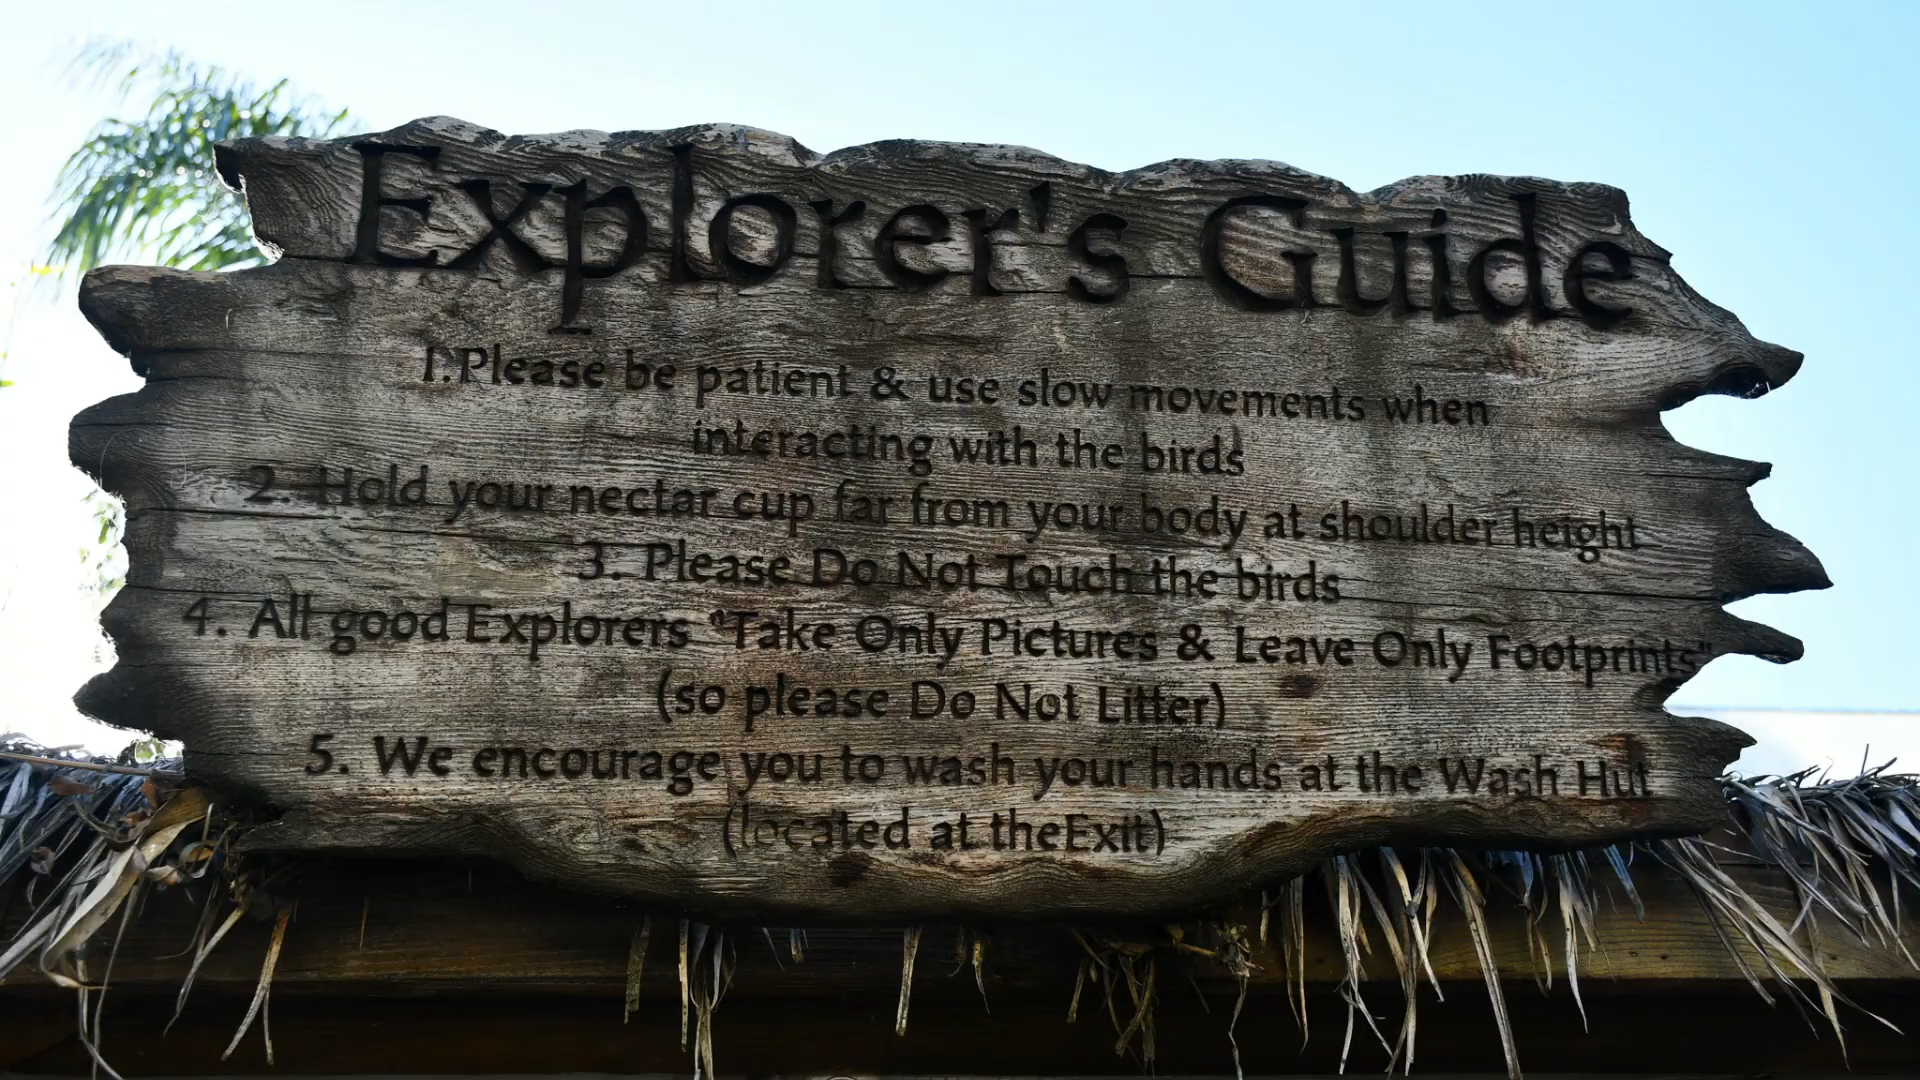 Explorer's Guide
1.Please be patient & use slow movements when
interacting with the birds
2. Hold your nectar cup far from your body at shoulder height
3. Please Do Not Touch the birds
4. All good Explorers "Take Only Pictures & Leave Only Footprints"
(so please Do Not Litter)
5. We encourage you to wash your hands at the Wash Hut
(located at theExit)